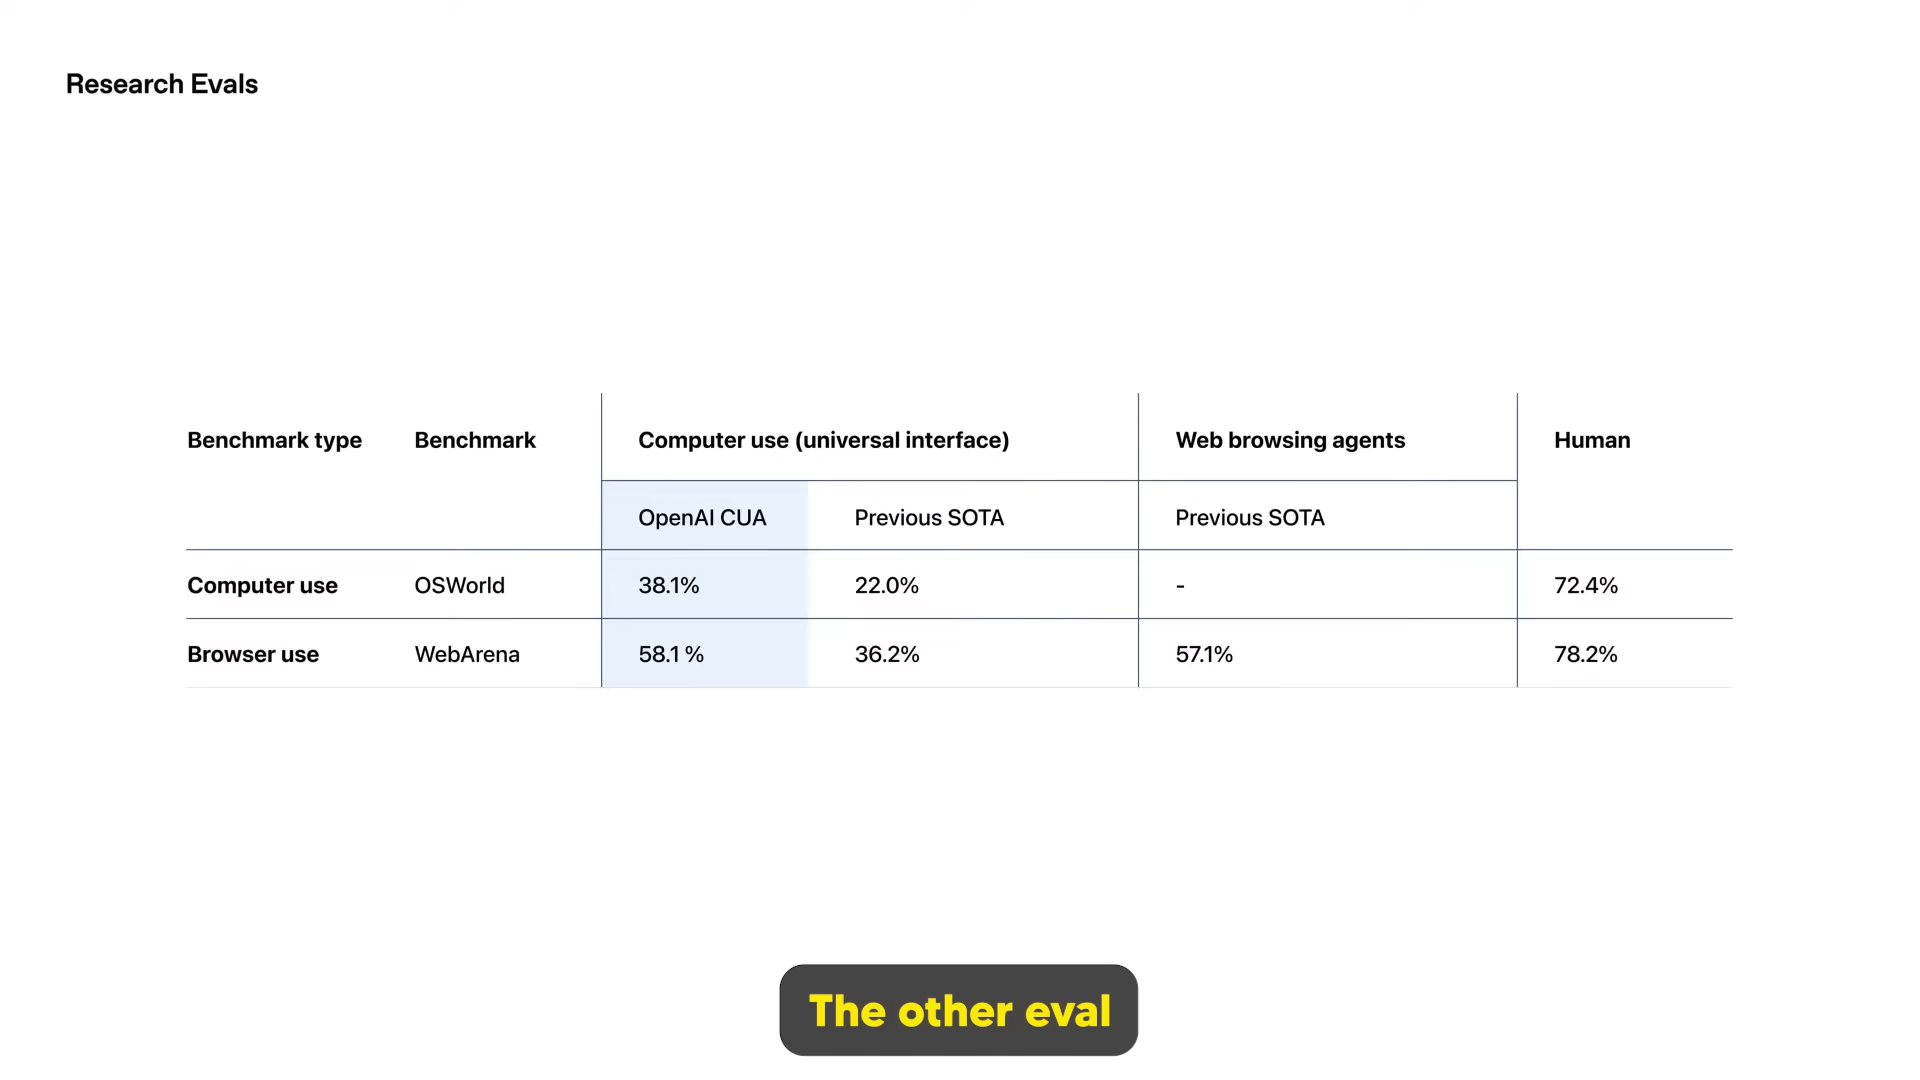 Research Evals
Benchmark type Benchmark Computer use (universal interface) Web browsing agents Human
OpenAI CUA Previous SOTA Previous SOTA
Computer use OSWorld 38.1% 22.0% - 72.4%
Browser use WebArena 58.1 % 36.2% 57.1% 78.2%
The other eval